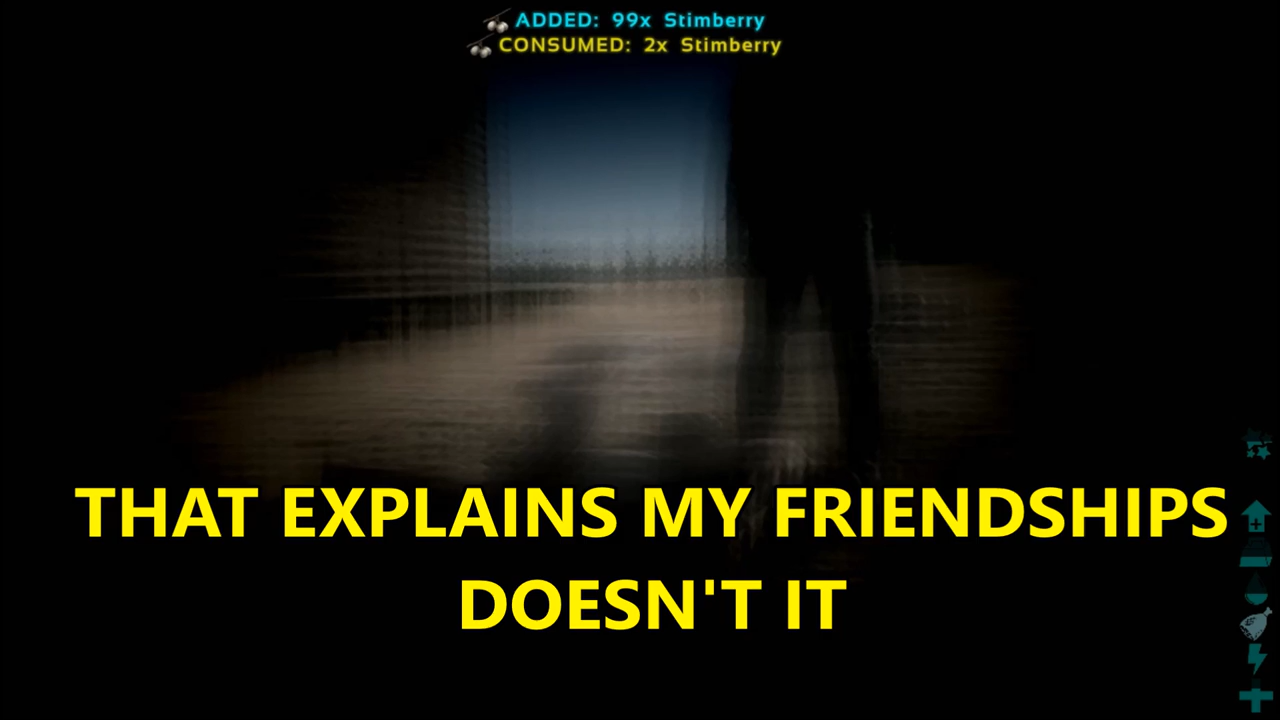 ADDED: 99x Stimberry
CONSUMED: 2x Stimberry
THAT EXPLAINS MY FRIENDSHIPS
DOESN'T IT